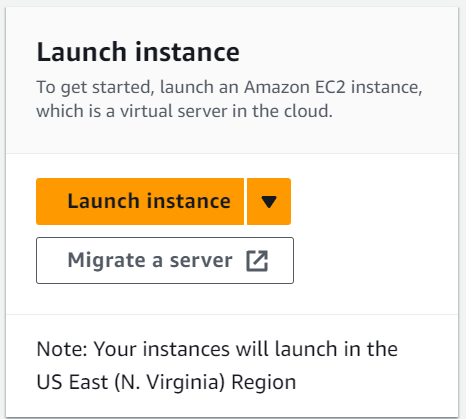 Launch instance
To get started, launch an Amazon EC2 instance,
which is a virtual server in the cloud.
Launch instance
Migrate a server
Note: Your instances will launch in the
US East (N. Virginia) Region